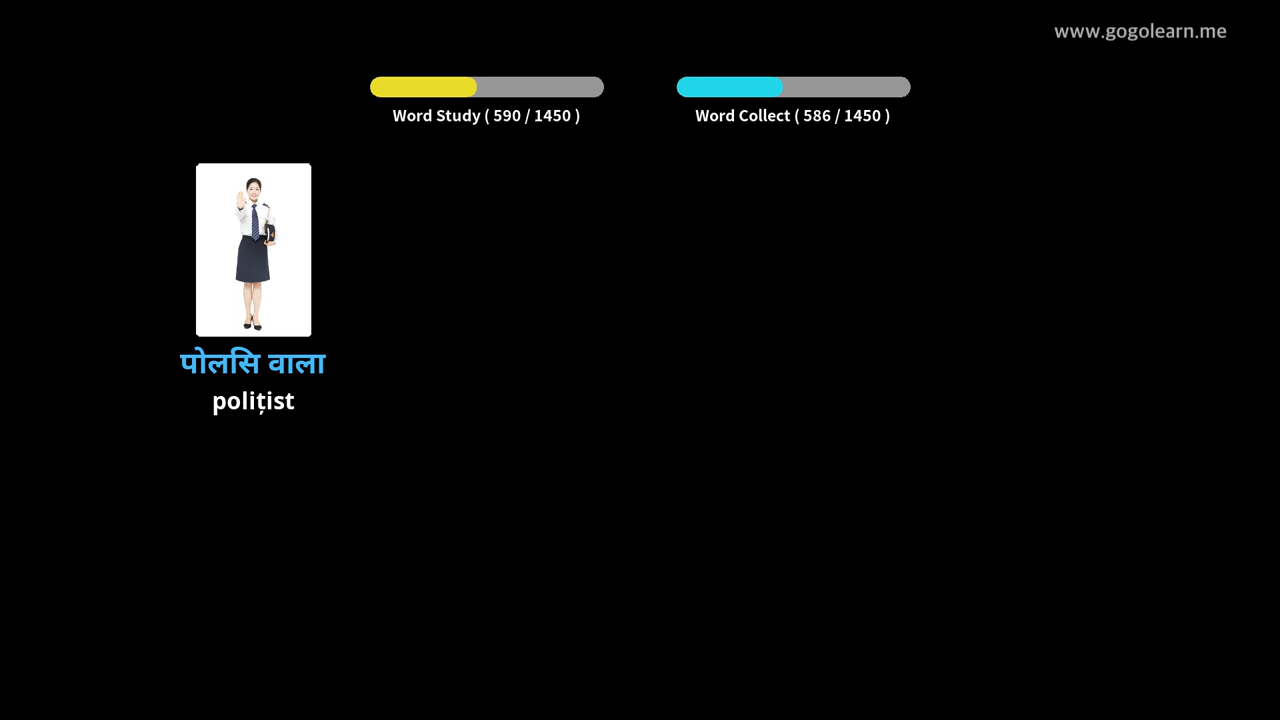 www.gogolearn.me
Word Study ( 590 / 1450 )
Word Collect ( 586 / 1450 )
पोलसि वाला
polițist